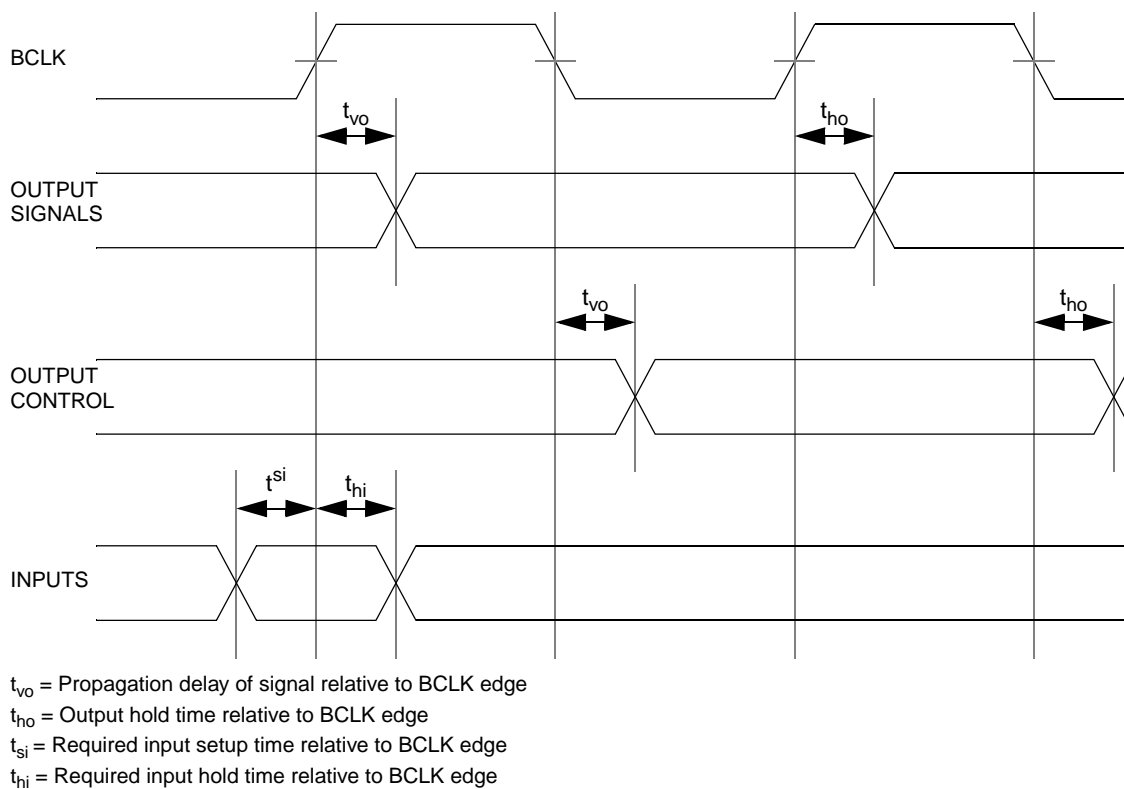 BCLK
t_vo
t_ho
OUTPUT
SIGNALS
t_vo
t_ho
OUTPUT
CONTROL
t^si
t_hi
INPUTS
t_vo = Propagation delay of signal relative to BCLK edge
t_ho = Output hold time relative to BCLK edge
t_si = Required input setup time relative to BCLK edge
t_hi = Required input hold time relative to BCLK edge